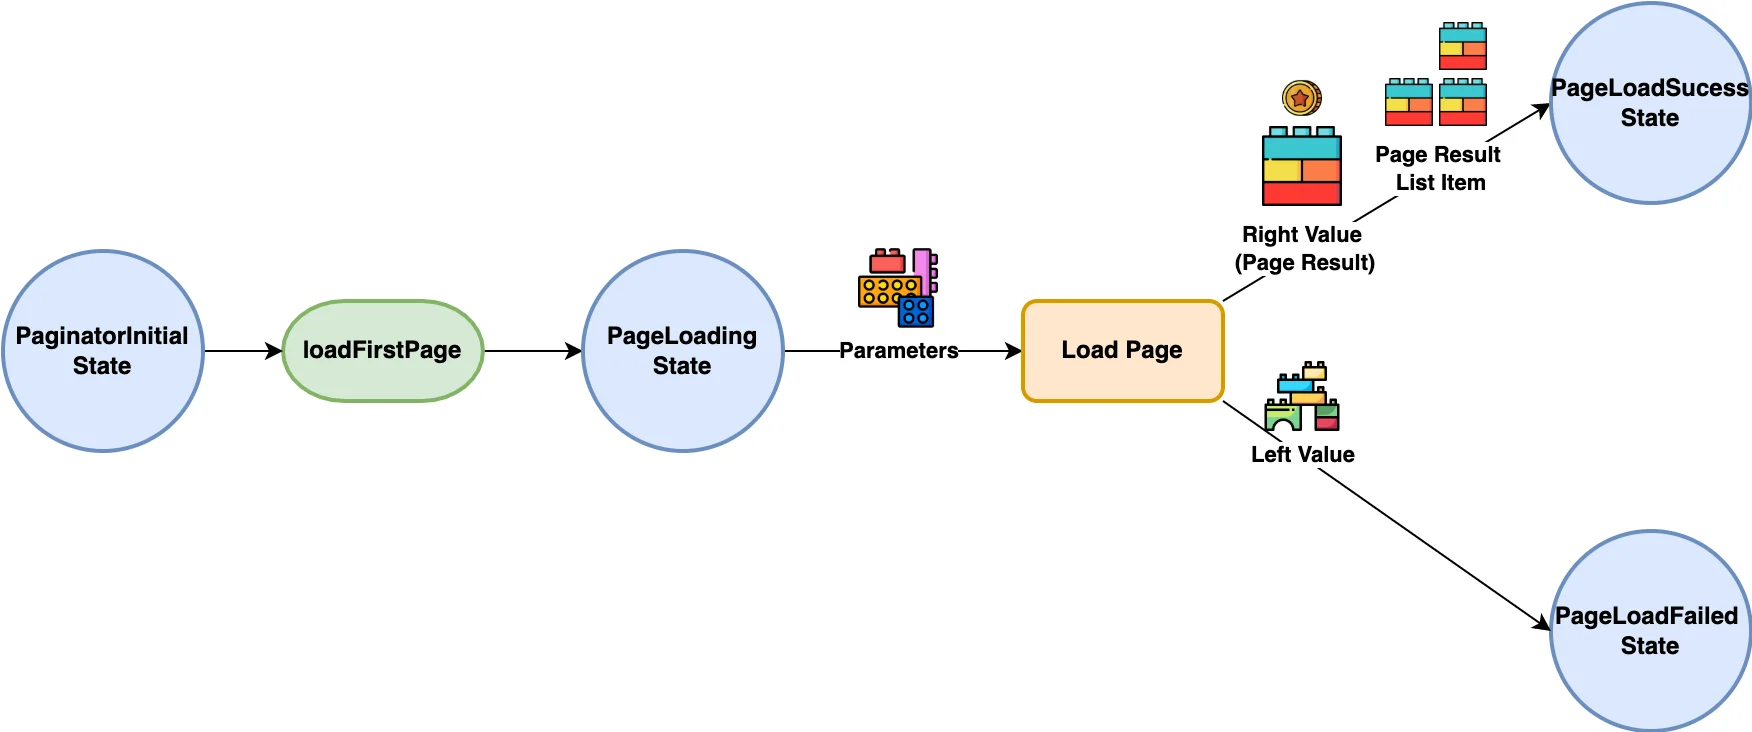 PaginatorInitial
State
loadFirstPage
PageLoading
State
Parameters
Load Page
Right Value
(Page Result)
Page Result
List Item
PageLoadSucess
State
Left Value
PageLoadFailed
State